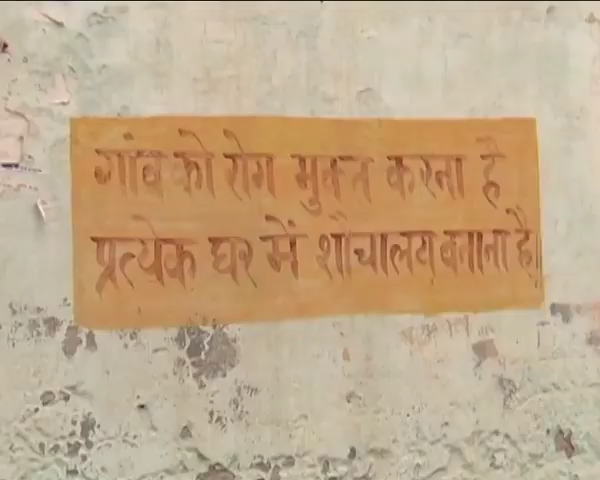 गांव को रोग मुक्त करना है
प्रत्येक घर में शौचालय बनाना है।